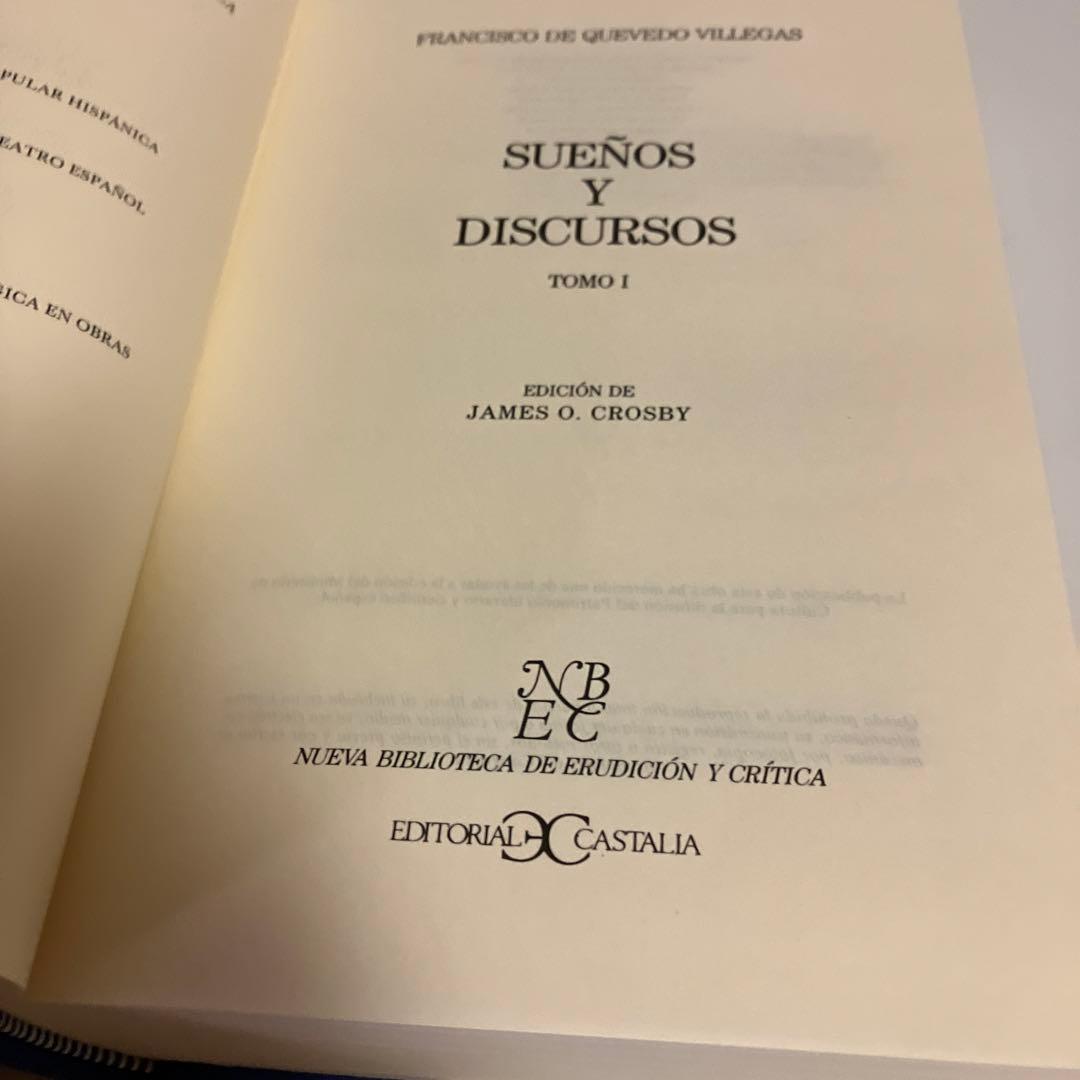 PULAR HISPÁNICA
EATRO ESPAÑOL
ICA EN OBRAS
FRANCISCO DE QUEVEDO VILLEGAS
SUEÑOS
Y
DISCURSOS
TOMO I
EDICIÓN DE
JAMES O. CROSBY
NB
EC
NUEVA BIBLIOTECA DE ERUDICIÓN Y CRÍTICA
EDITORIAL CASTALIA